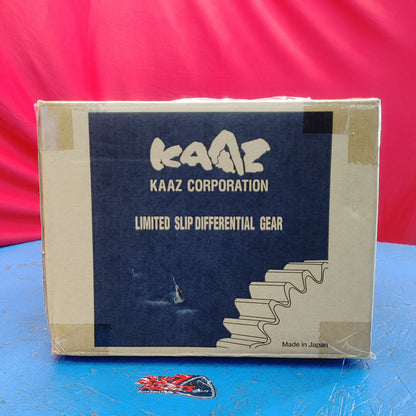 KAAZ
KAAZ CORPORATION
LIMITED SLIP DIFFERENTIAL GEAR
Made in Japan